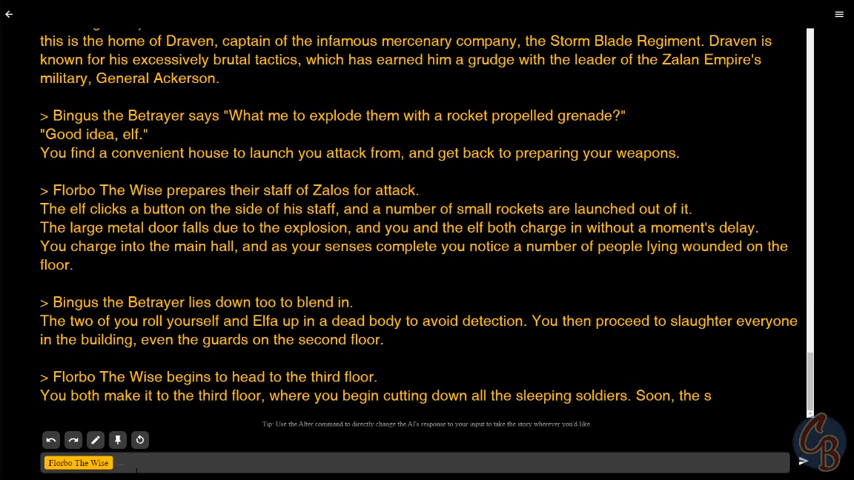 this is the home of Draven, captain of the infamous mercenary company, the Storm Blade Regiment. Draven is
known for his excessively brutal tactics, which has earned him a grudge with the leader of the Zalan Empire's
military, General Ackerson.
> Bingus the Betrayer says "What me to explode them with a rocket propelled grenade?"
"Good idea, elf."
You find a convenient house to launch you attack from, and get back to preparing your weapons.
> Florbo The Wise prepares their staff of Zalos for attack.
The elf clicks a button on the side of his staff, and a number of small rockets are launched out of it.
The large metal door falls due to the explosion, and you and the elf both charge in without a moment's delay.
You charge into the main hall, and as your senses complete you notice a number of people lying wounded on the
floor.
> Bingus the Betrayer lies down too to blend in.
The two of you roll yourself and Elfa up in a dead body to avoid detection. You then proceed to slaughter everyone
in the building, even the guards on the second floor.
> Florbo The Wise begins to head to the third floor.
You both make it to the third floor, where you begin cutting down all the sleeping soldiers. Soon, the s
Tip: Use the Alter command to directly change the AI's response to your input to take the story wherever you'd like.
Florbo The Wise
CB